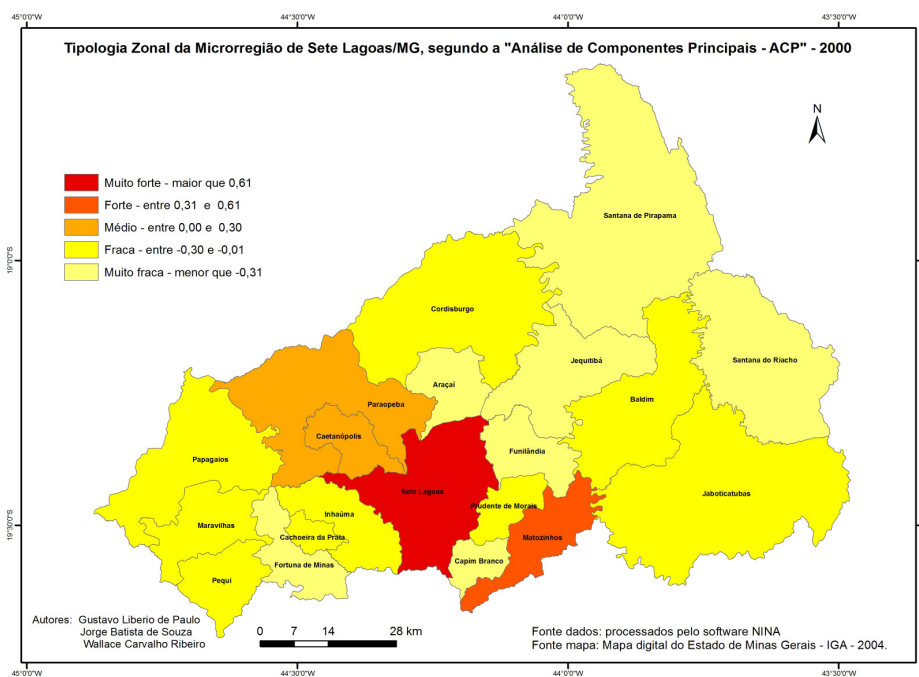 45°0'0"W 44°30'0"W 44°0'0"W 43°30'0"W
Tipologia Zonal da Microrregião de Sete Lagoas/MG, segundo a "Análise de Componentes Principais - ACP" - 2000
N
Muito forte - maior que 0,61
Forte - entre 0,31 e 0,61
Médio - entre 0,00 e 0,30
Fraca - entre -0,30 e -0,01
Muito fraca - menor que -0,31
Santana de Pirapama
19°0'0"S
19°0'0"S
Cordisburgo
Jequitibá
Santana do Riacho
Araçaí
Baldim
Paraopeba
Caetanópolis
Funilândia
Papagaios
Sete Lagoas
Jaboticatubas
Prudente de Morais
Inhaúma
Maravilhas
19°30'0"S
19°30'0"S
Cachoeira da Prata
Matozinhos
Capim Branco
Fortuna de Minas
Pequi
Autores: Gustavo Liberio de Paulo
Jorge Batista de Souza
Wallace Carvalho Ribeiro
0 7 14 28 km
Fonte dados: processados pelo software NINA
Fonte mapa: Mapa digital do Estado de Minas Gerais - IGA - 2004.
45°0'0"W 44°30'0"W 44°0'0"W 43°30'0"W